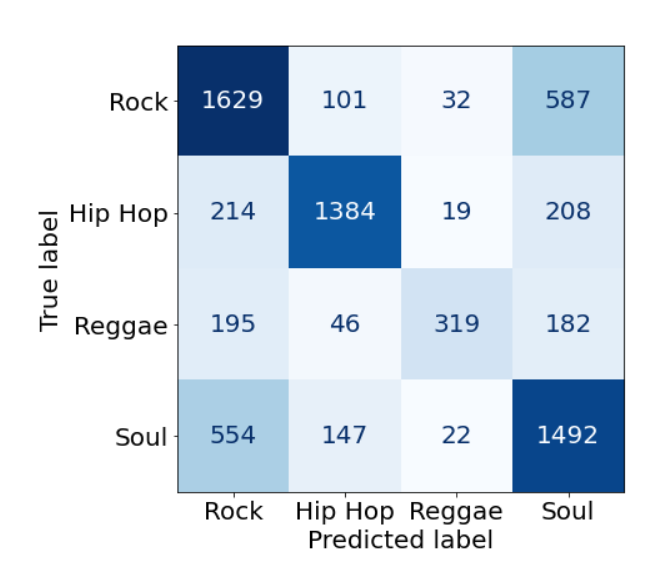 True label
Rock 1629 101 32 587
Hip Hop 214 1384 19 208
Reggae 195 46 319 182
Soul 554 147 22 1492
Rock Hip Hop Reggae Soul
Predicted label